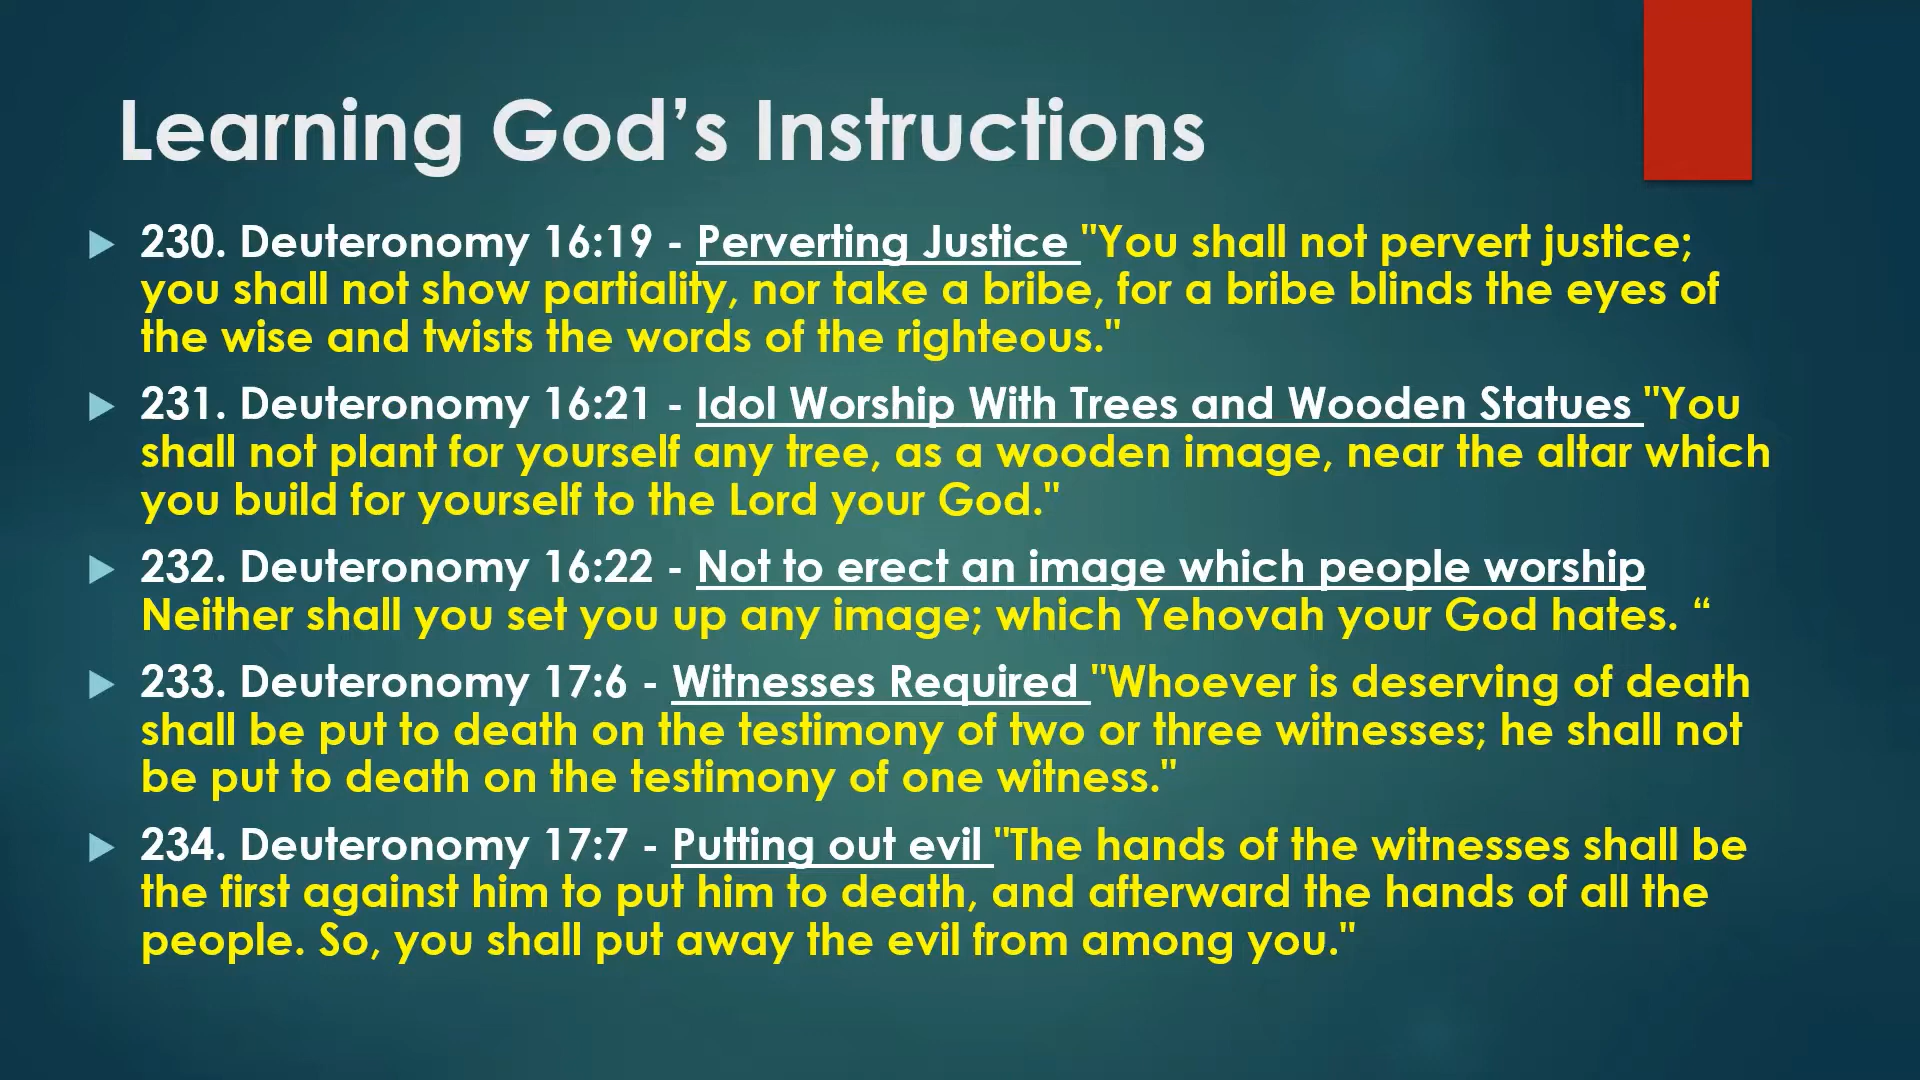 Learning God’s Instructions
230. Deuteronomy 16:19 - Perverting Justice "You shall not pervert justice;
you shall not show partiality, nor take a bribe, for a bribe blinds the eyes of
the wise and twists the words of the righteous."
231. Deuteronomy 16:21 - Idol Worship With Trees and Wooden Statues "You
shall not plant for yourself any tree, as a wooden image, near the altar which
you build for yourself to the Lord your God."
232. Deuteronomy 16:22 - Not to erect an image which people worship
Neither shall you set you up any image; which Yehovah your God hates. “
233. Deuteronomy 17:6 - Witnesses Required "Whoever is deserving of death
shall be put to death on the testimony of two or three witnesses; he shall not
be put to death on the testimony of one witness."
234. Deuteronomy 17:7 - Putting out evil "The hands of the witnesses shall be
the first against him to put him to death, and afterward the hands of all the
people. So, you shall put away the evil from among you."